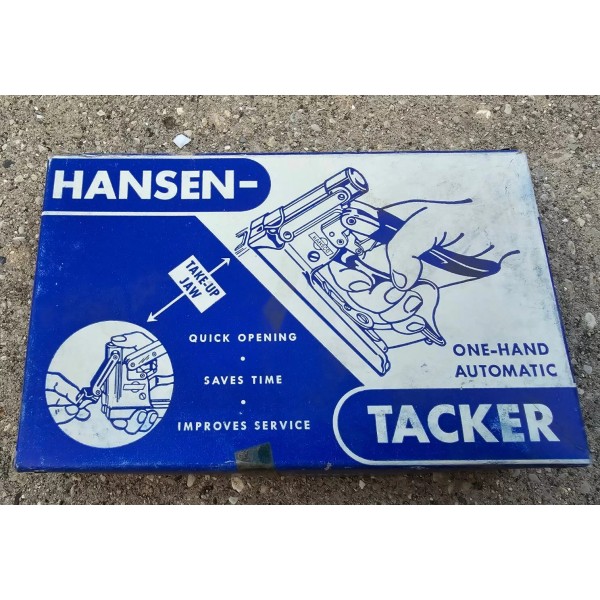 HANSEN-
TAKE-UP
JAW
QUICK OPENING
•
SAVES TIME
•
IMPROVES SERVICE
ONE-HAND
AUTOMATIC
TACKER